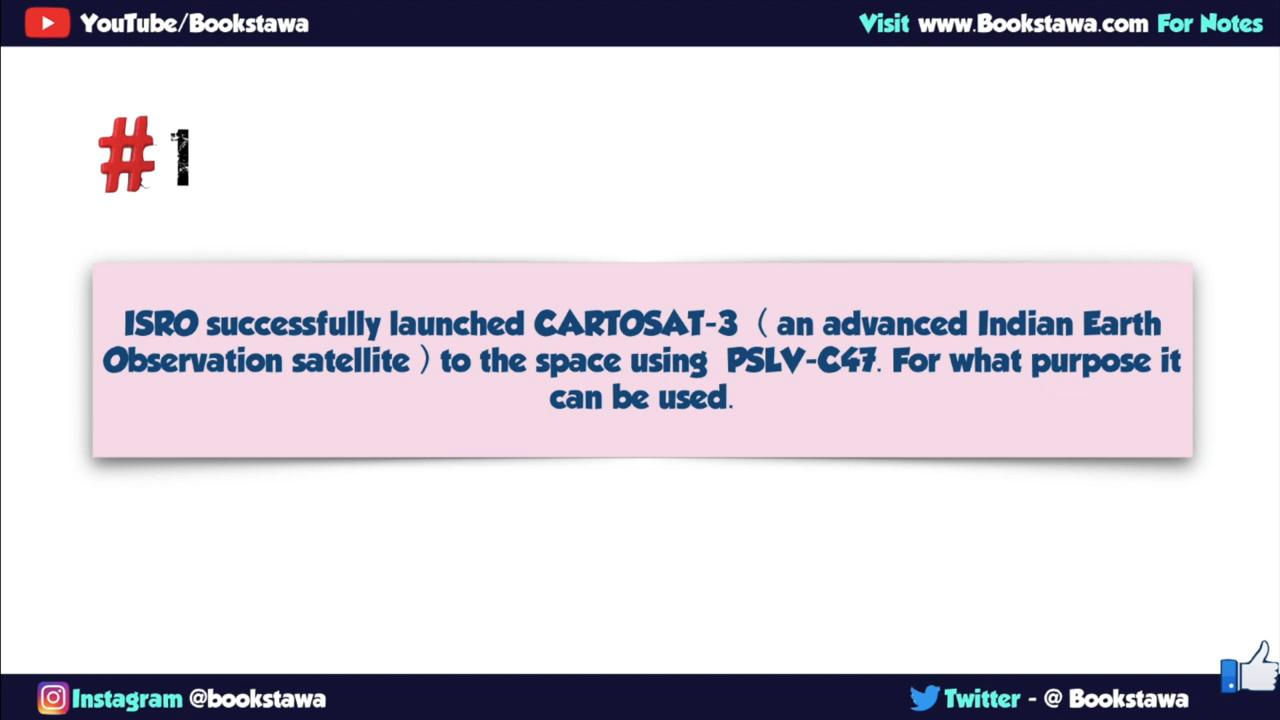 YouTube/Bookstawa
Visit www.Bookstawa.com For Notes
#1
ISRO successfully launched CARTOSAT-3 ( an advanced Indian Earth
Observation satellite ) to the space using PSLV-C47. For what purpose it
can be used.
Instagram @bookstawa
Twitter - @ Bookstawa